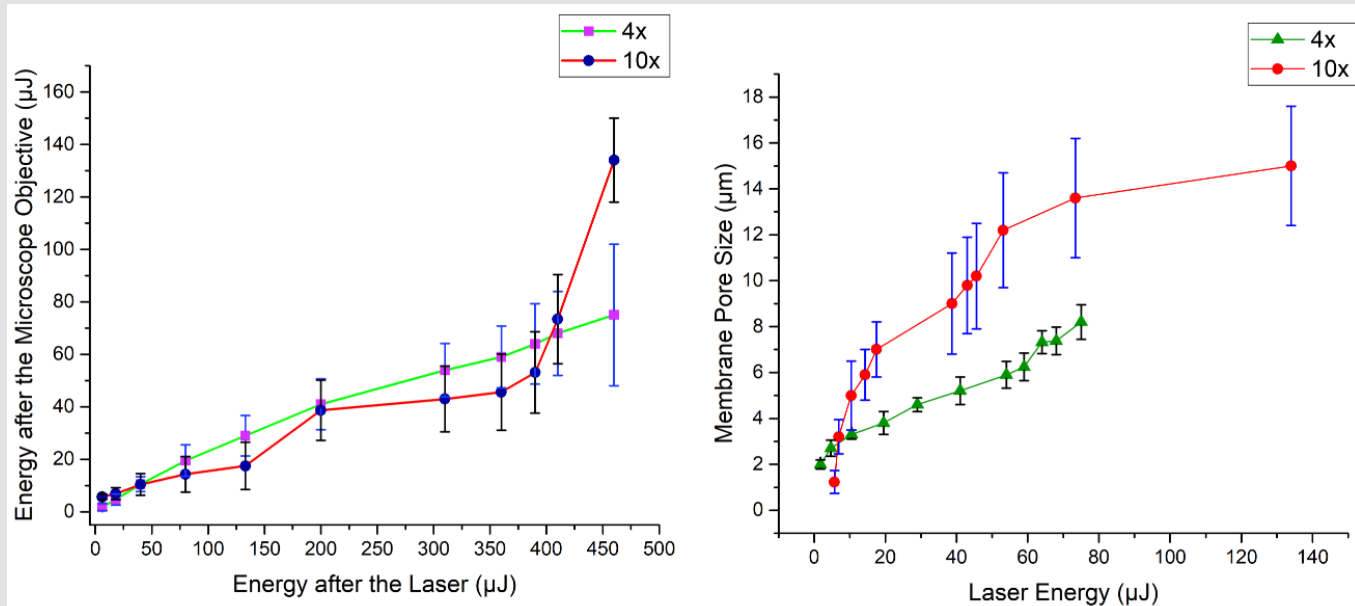 4x
10x
Energy after the Microscope Objective (µJ)
160
140
120
100
80
60
40
20
0
0 50 100 150 200 250 300 350 400 450 500
Energy after the Laser (µJ)
4x
10x
Membrane Pore Size (µm)
18
16
14
12
10
8
6
4
2
0
0 20 40 60 80 100 120 140
Laser Energy (µJ)